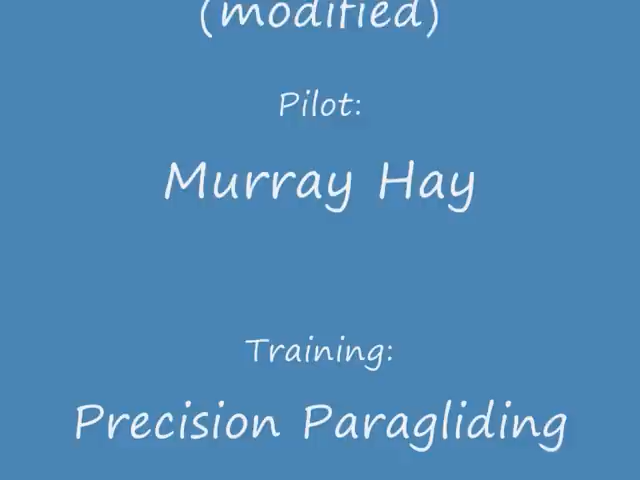 (modified)
Pilot:
Murray Hay
Training:
Precision Paragliding